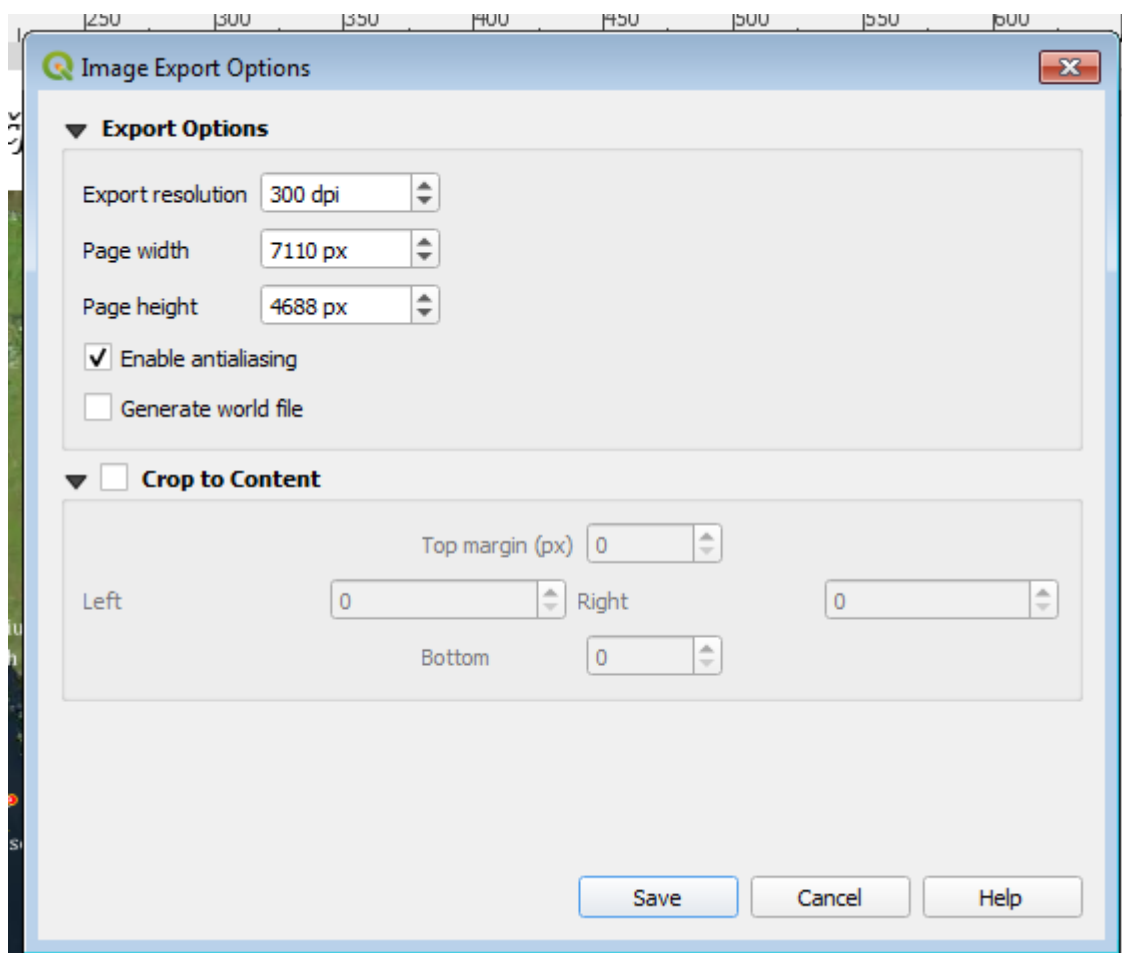 250 300 350 400 450 500 550 600
Image Export Options
Export Options
Export resolution 300 dpi
Page width 7110 px
Page height 4688 px
Enable antialiasing
Generate world file
Crop to Content
Top margin (px) 0
Left 0 Right 0
Bottom 0
Save Cancel Help